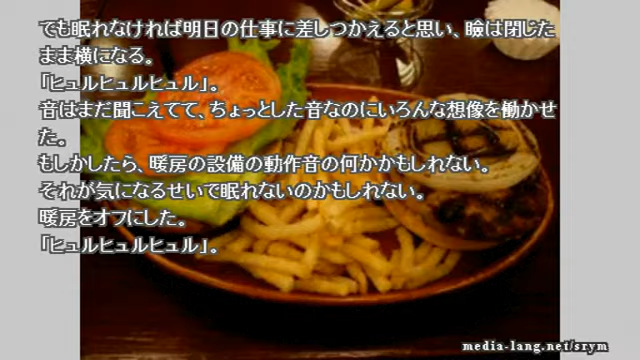 ても眠れなければ明日の仕事に差しつかえると思い、瞼は閉じた
まま横になる。
「ヒュルヒュルヒュル」。
音はまだ聞こえてて、ちょっとした音なのにいろんな想像を働かせ
た。
もしかしたら、暖房の設備の動作音の何かかもしれない。
それが気になるせいで眠れないのかもしれない。
暖房をオフにした。
「ヒュルヒュルヒュル」。
media-lang.net/srym